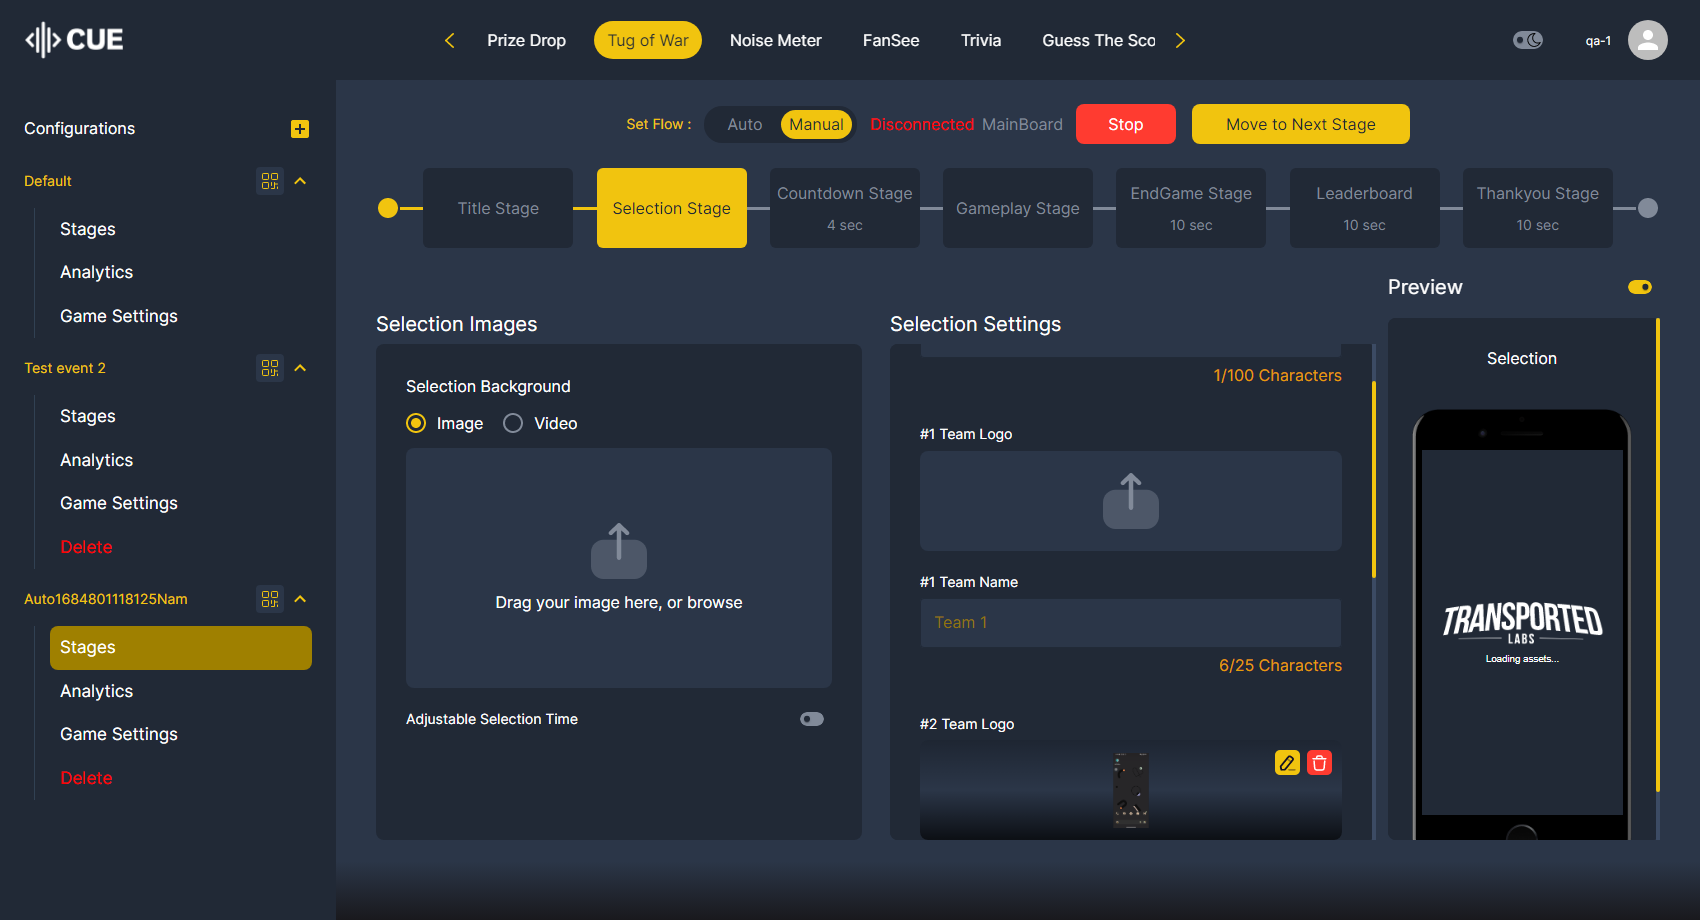 CUE
Prize Drop
Tug of War
Noise Meter
FanSee
Trivia
Guess The Sco
qa-1
Configurations
Default
Stages
Analytics
Game Settings
Test event 2
Stages
Analytics
Game Settings
Delete
Auto1684801118125Nam
Stages
Analytics
Game Settings
Delete
Set Flow :
Auto
Manual
Disconnected MainBoard
Stop
Move to Next Stage
Title Stage
Selection Stage
Countdown Stage
4 sec
Gameplay Stage
EndGame Stage
10 sec
Leaderboard
10 sec
Thankyou Stage
10 sec
Selection Images
Selection Background
Image
Video
Drag your image here, or browse
Adjustable Selection Time
Selection Settings
1/100 Characters
#1 Team Logo
#1 Team Name
Team 1
6/25 Characters
#2 Team Logo
Preview
Selection
TRANSPORTED
LABS
Loading assets...